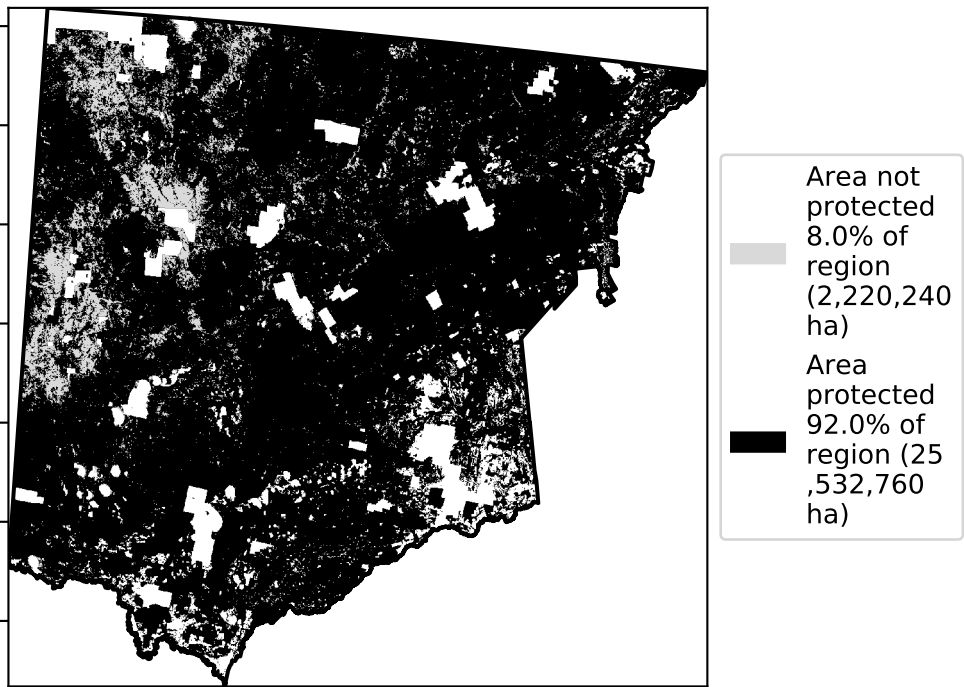 Area not
protected
8.0% of
region
(2,220,240
ha)
Area
protected
92.0% of
region (25
,532,760
ha)